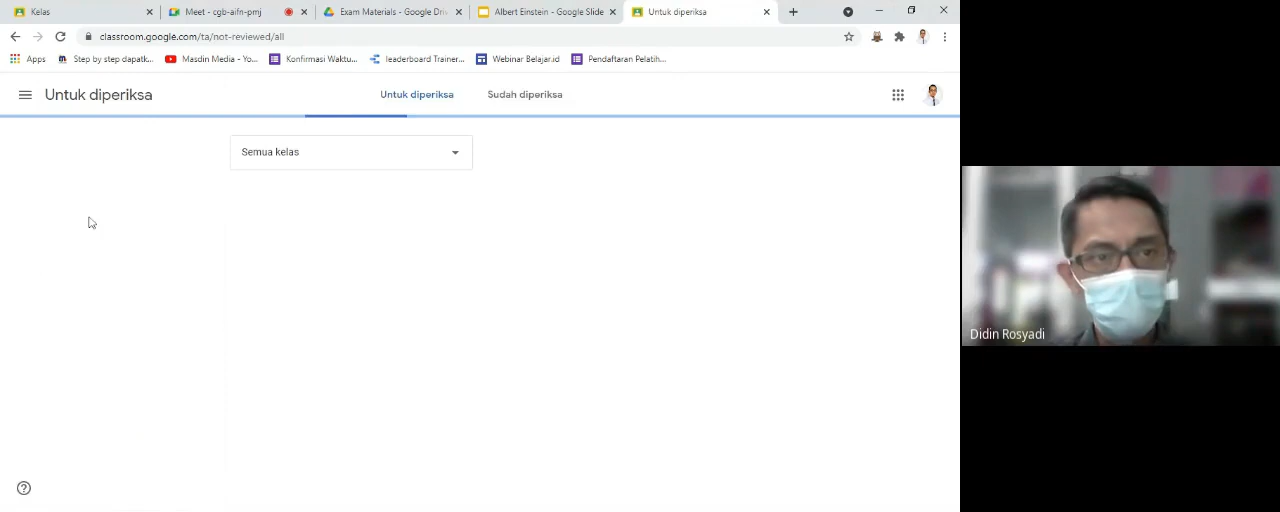 Kelas
Meet - cgb-aifn-pmj
Exam Materials - Google Dri
Albert Einstein - Google Slide
Untuk diperiksa
classroom.google.com/ta/not-reviewed/all
Apps
Step by step dapatk...
Masdin Media - Yo...
Konfirmasi Waktu...
leaderboard Trainer...
Webinar Belajar.id
Pendaftaran Pelatih...
Untuk diperiksa
Untuk diperiksa
Sudah diperiksa
Semua kelas
Didin Rosyadi